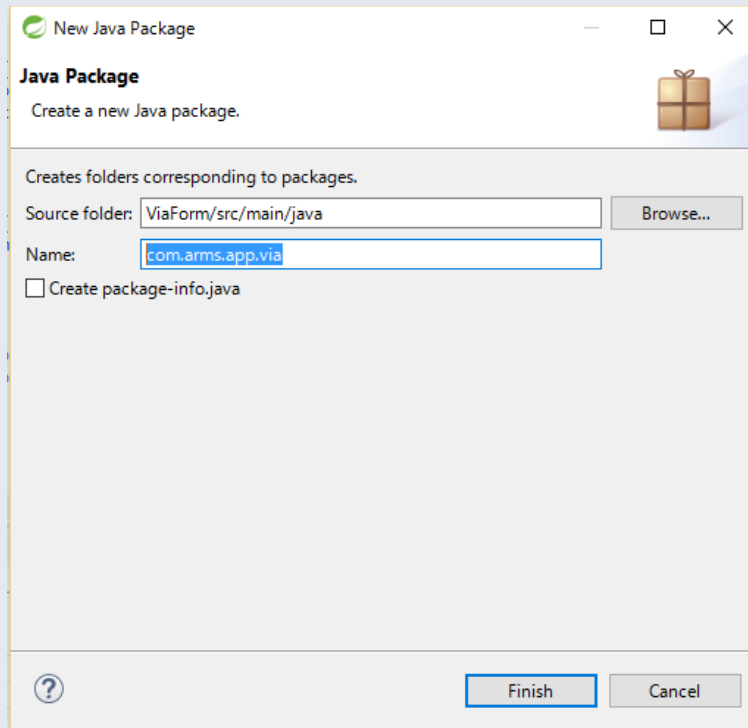 New Java Package
Java Package
Create a new Java package.
Creates folders corresponding to packages.
Source folder: ViaForm/src/main/java Browse...
Name: com.arms.app.via
Create package-info.java
? Finish Cancel